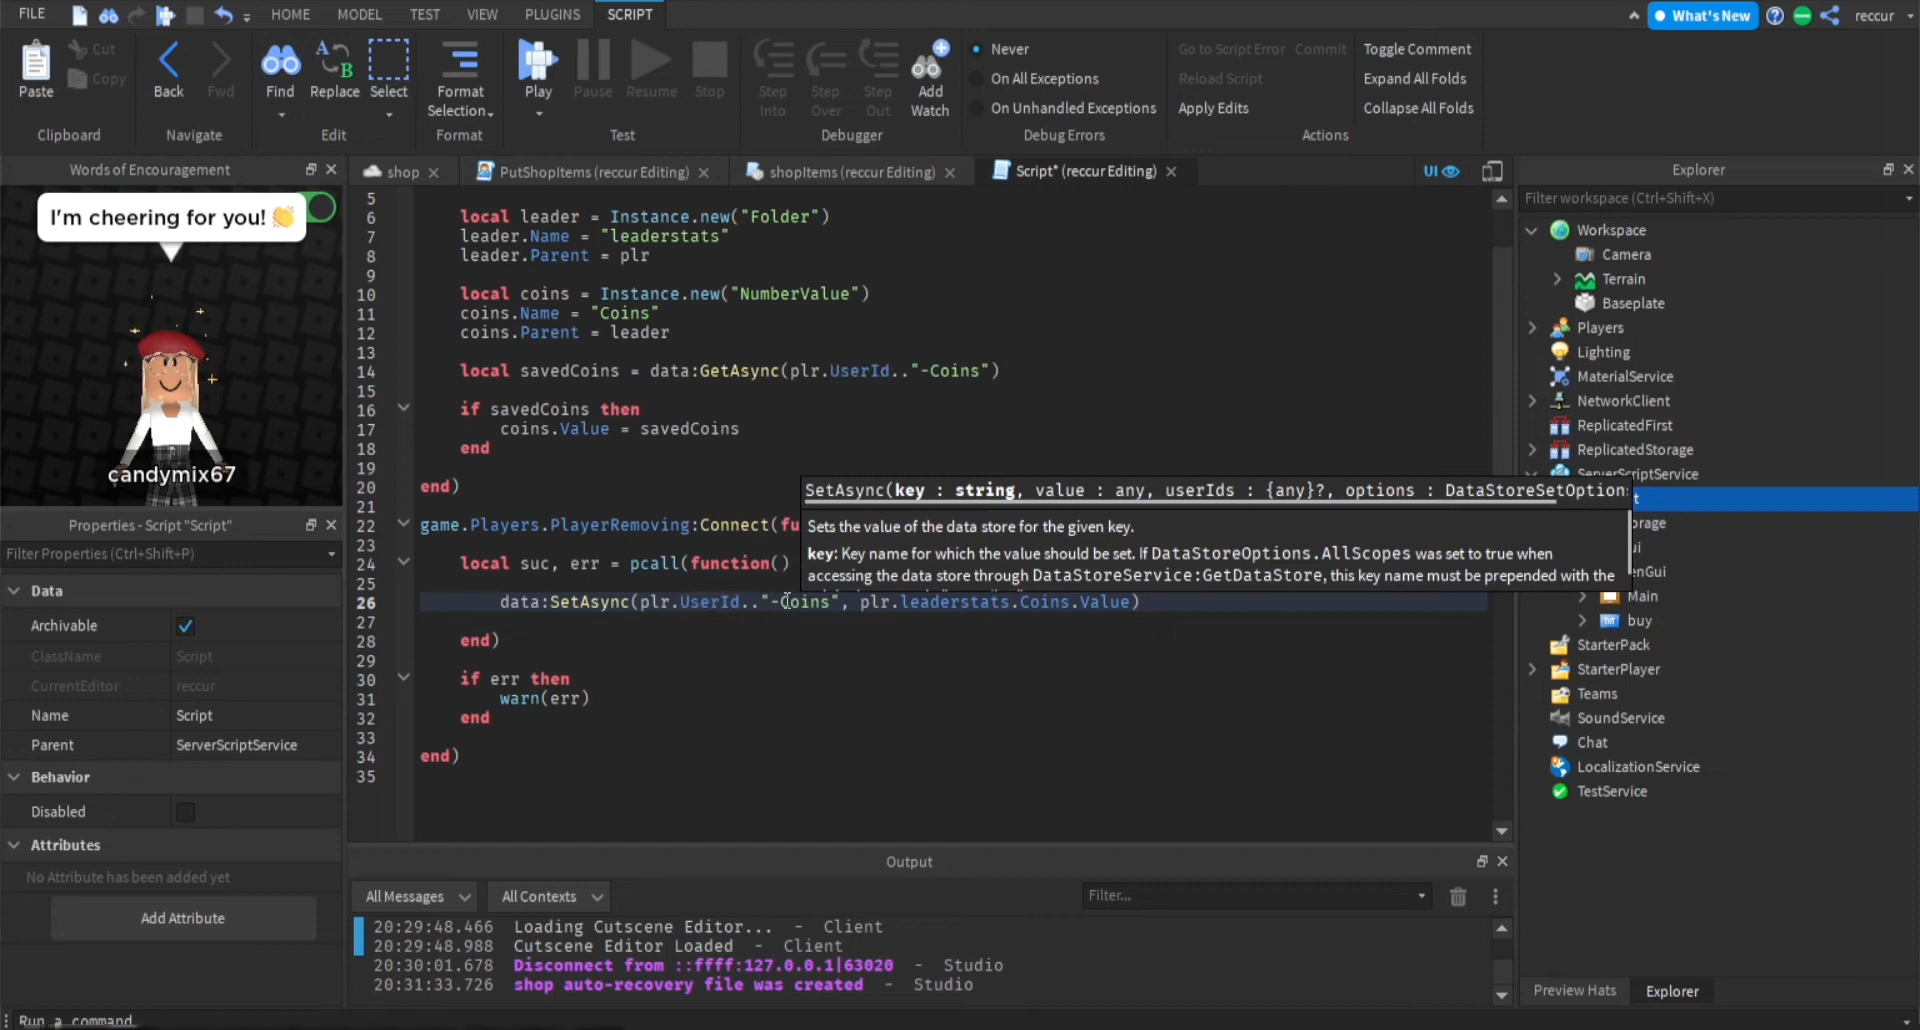 FILE HOME MODEL TEST VIEW PLUGINS SCRIPT What's New reccur
Paste Cut Copy Back Fwd Find Replace Select Format Selection Play Pause Resume Stop Step Into Step Over Step Out Add Watch
Never
On All Exceptions
On Unhandled Exceptions
Go to Script Error Commit
Reload Script
Apply Edits
Toggle Comment
Expand All Folds
Collapse All Folds
Clipboard Navigate Edit Format Test Debugger Debug Errors Actions
Words of Encouragement
I'm cheering for you! 👏
candymix67
Properties - Script "Script"
Filter Properties (Ctrl+Shift+P)
Data
Archivable
ClassName Script
CurrentEditor reccur
Name Script
Parent ServerScriptService
Behavior
Disabled
Attributes
No Attribute has been added yet
Add Attribute
shop PutShopItems (reccur Editing) shopItems (reccur Editing) Script* (reccur Editing) UI
5
6 local leader = Instance.new("Folder")
7 leader.Name = "leaderstats"
8 leader.Parent = plr
9
10 local coins = Instance.new("NumberValue")
11 coins.Name = "Coins"
12 coins.Parent = leader
13
14 local savedCoins = data:GetAsync(plr.UserId.."-Coins")
15
16 if savedCoins then
17 coins.Value = savedCoins
18 end
19
20 end)
21
22 game.Players.PlayerRemoving:Connect(fu
23
24 local suc, err = pcall(function()
25
26 data:SetAsync(plr.UserId.."-Coins", plr.leaderstats.Coins.Value)
27
28 end)
29
30 if err then
31 warn(err)
32 end
33
34 end)
35
SetAsync(key : string, value : any, userIds : {any}?, options : DataStoreSetOption
Sets the value of the data store for the given key.
key: Key name for which the value should be set. If DataStoreOptions.AllScopes was set to true when
accessing the data store through DataStoreService:GetDataStore, this key name must be prepended with the
Output
All Messages All Contexts Filter...
20:29:48.466 Loading Cutscene Editor... - Client
20:29:48.988 Cutscene Editor Loaded - Client
20:30:01.678 Disconnect from ::ffff:127.0.0.1|63020 - Studio
20:31:33.726 shop auto-recovery file was created - Studio
Explorer
Filter workspace (Ctrl+Shift+X)
Workspace
Camera
Terrain
Baseplate
Players
Lighting
MaterialService
NetworkClient
ReplicatedFirst
ReplicatedStorage
ServerScriptService
t
orage
ui
enGui
Main
buy
StarterPack
StarterPlayer
Teams
SoundService
Chat
LocalizationService
TestService
Preview Hats Explorer
Run a command